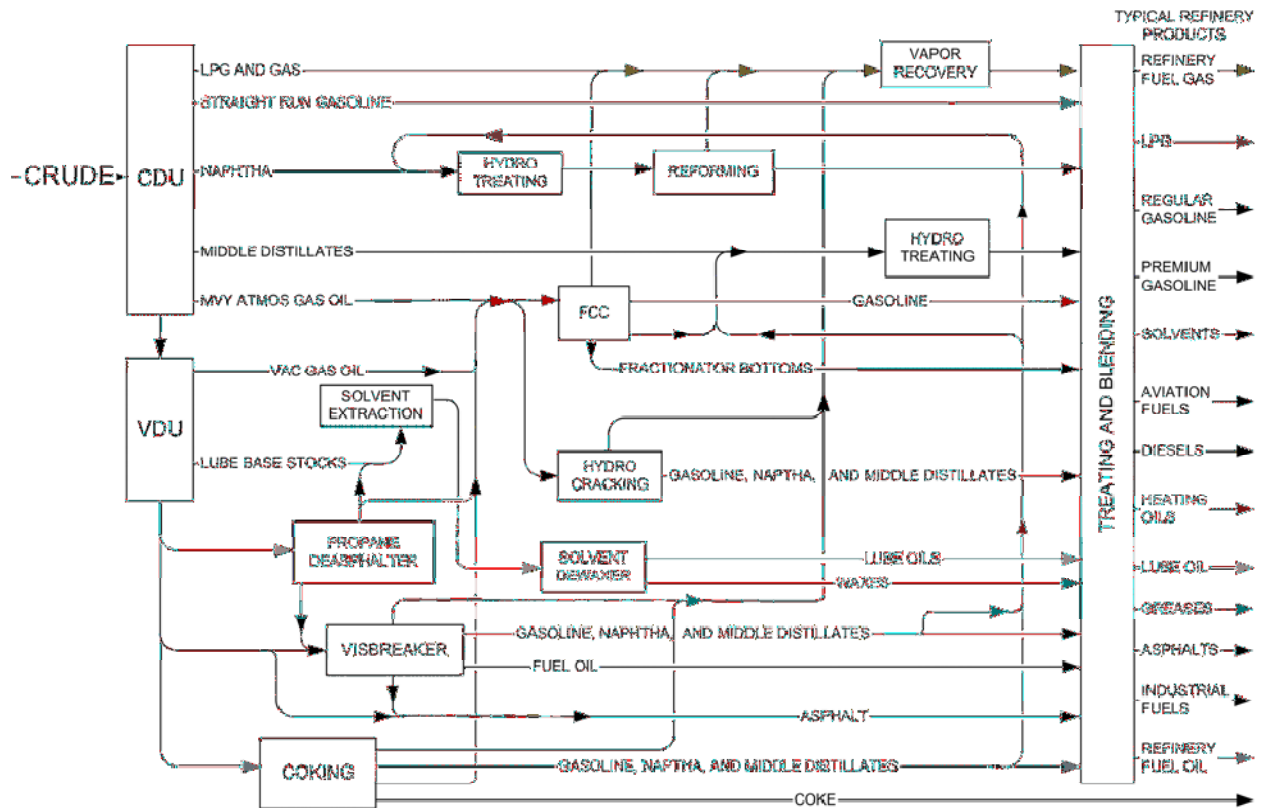 TYPICAL REFINERY
PRODUCTS
LPG AND GAS
VAPOR
RECOVERY
REFINERY
FUEL GAS
STRAIGHT RUN GASOLINE
LPG
CRUDE
CDU
NAPHTHA
HYDRO
TREATING
REFORMING
REGULAR
GASOLINE
MIDDLE DISTILLATES
HYDRO
TREATING
PREMIUM
GASOLINE
MVY ATMOS GAS OIL
FCC
GASOLINE
SOLVENTS
VAC GAS OIL
FRACTIONATOR BOTTOMS
TREATING AND BLENDING
SOLVENT
EXTRACTION
AVIATION
FUELS
VDU
DIESELS
LUBE BASE STOCKS
HYDRO
CRACKING
GASOLINE, NAPTHA, AND MIDDLE DISTILLATES
HEATING
OILS
PROPANE
DEASPHALTER
SOLVENT
DEWAXER
LUBE OILS
LUBE OIL
WAXES
GREASES
VISBREAKER
GASOLINE, NAPHTHA, AND MIDDLE DISTILLATES
ASPHALTS
FUEL OIL
INDUSTRIAL
FUELS
ASPHALT
COKING
GASOLINE, NAPTHA, AND MIDDLE DISTILLATES
REFINERY
FUEL OIL
COKE